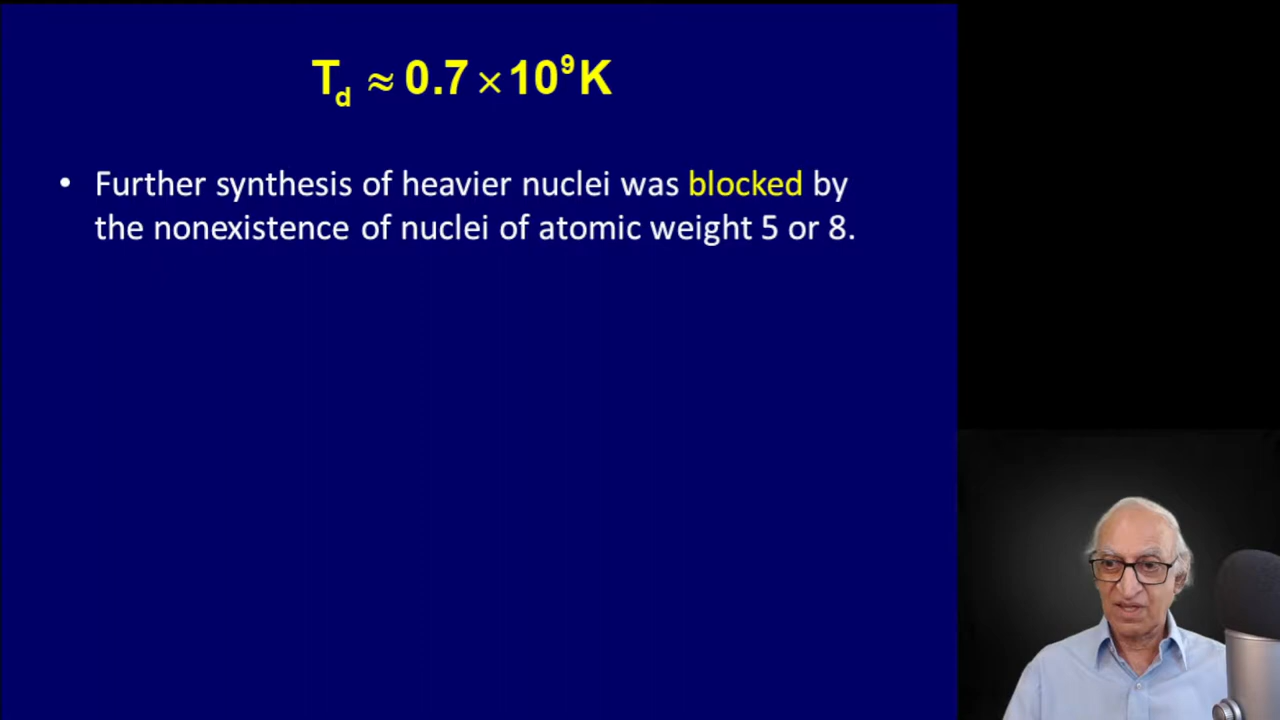 T_d ≈ 0.7 × 10⁹ K
• Further synthesis of heavier nuclei was blocked by
the nonexistence of nuclei of atomic weight 5 or 8.